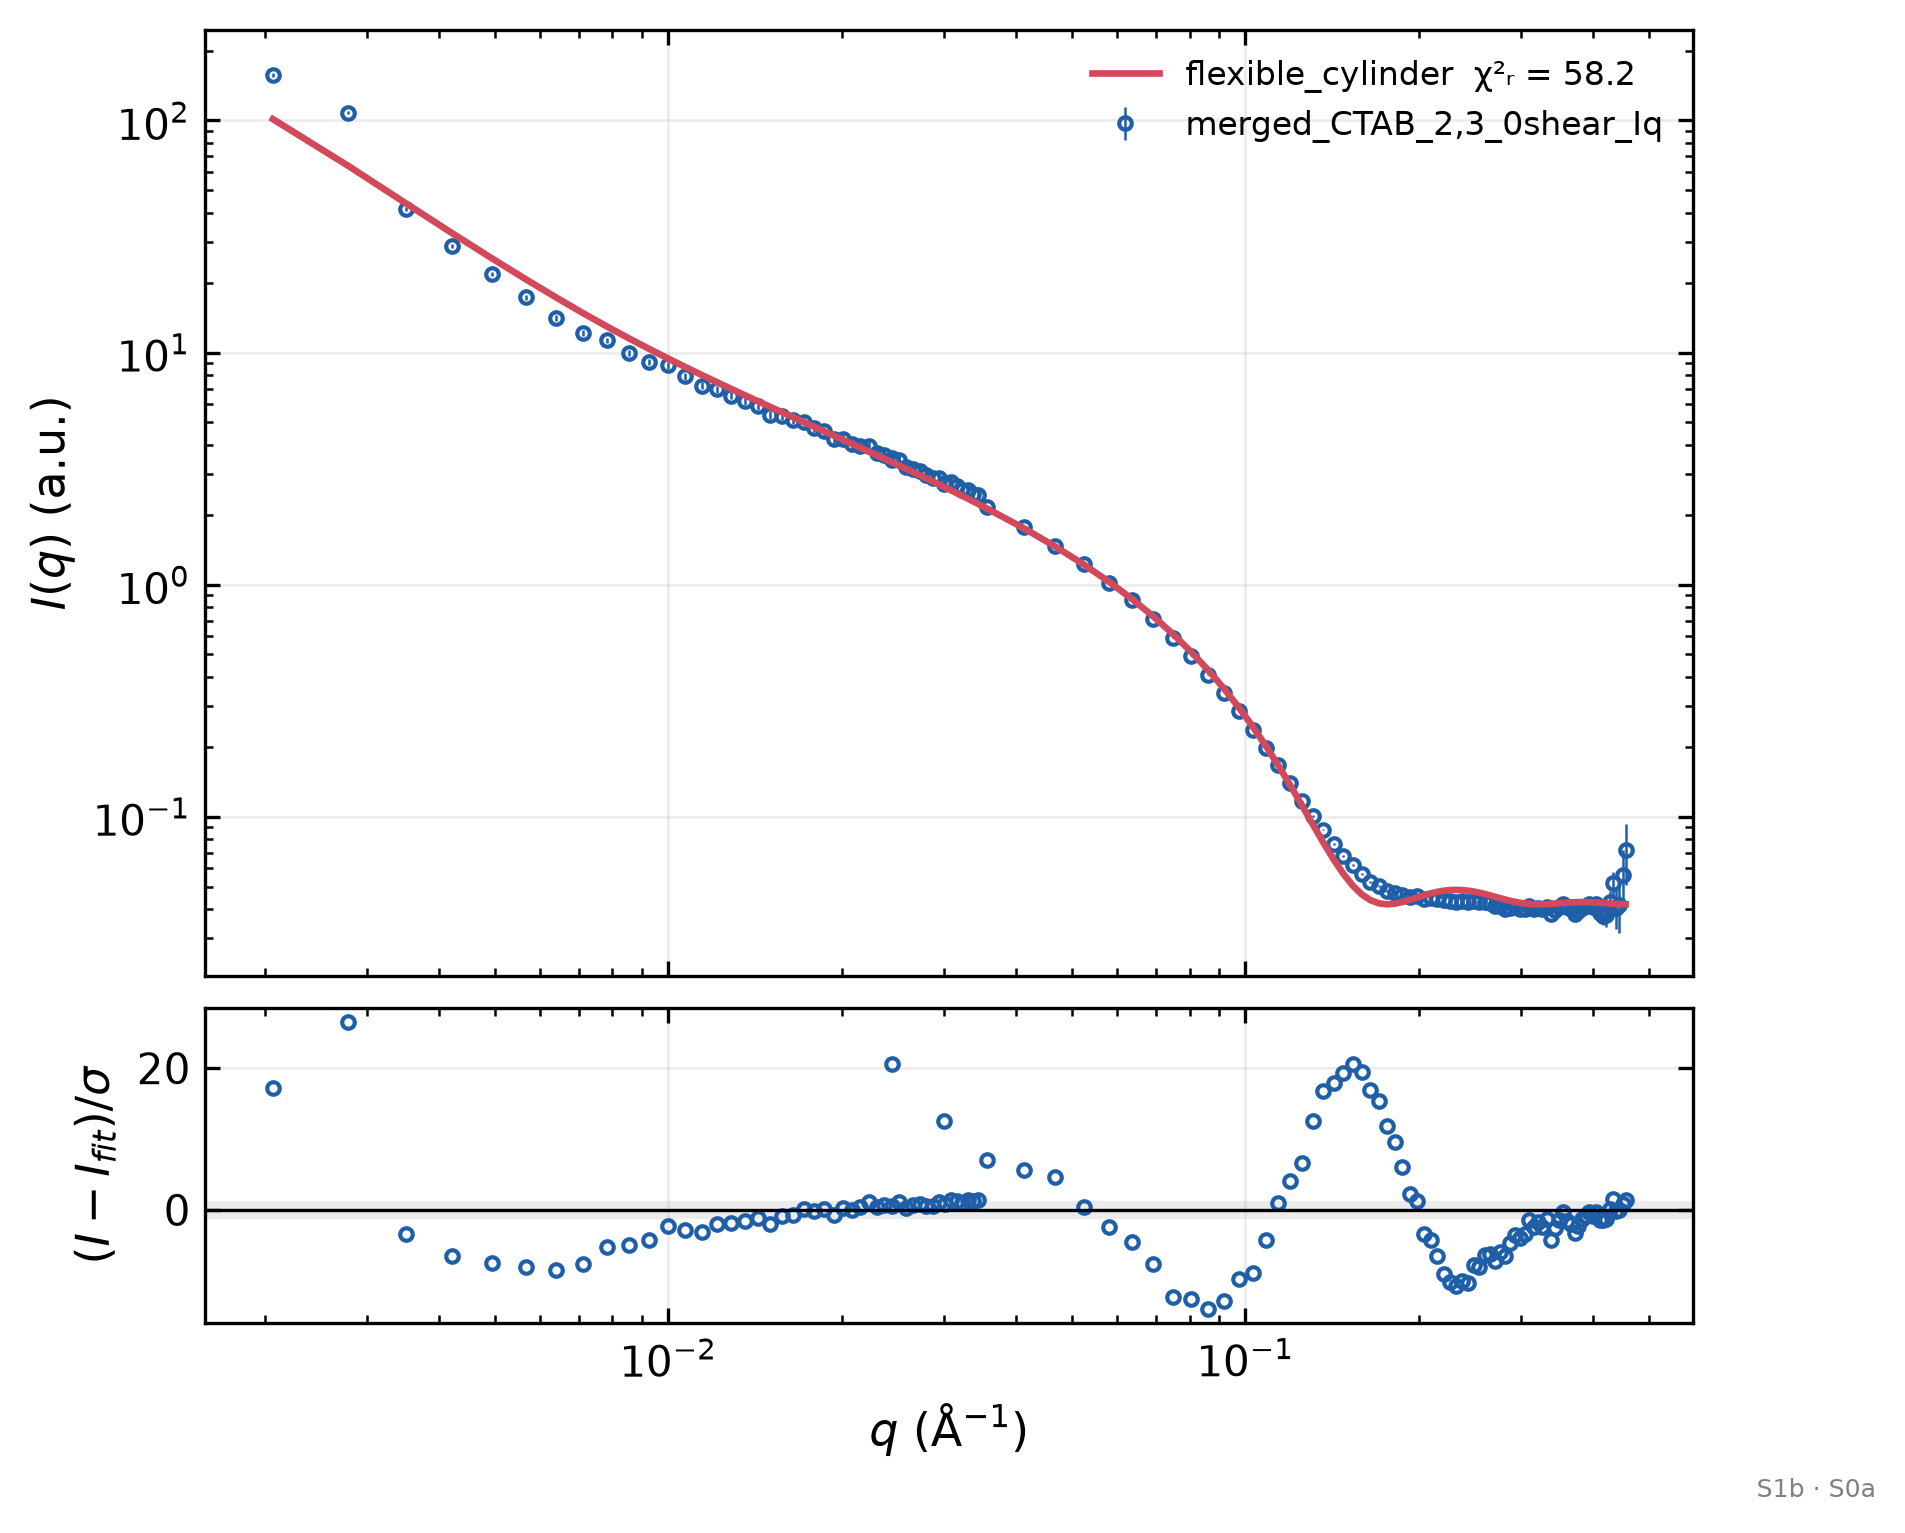 flexible_cylinder χ²ᵣ = 58.2
merged_CTAB_2,3_0shear_Iq
10²
10¹
10⁰
10⁻¹
I(q) (a.u.)
20
0
(I − I_fit)/σ
10⁻²
10⁻¹
q (Å⁻¹)
S1b · S0a